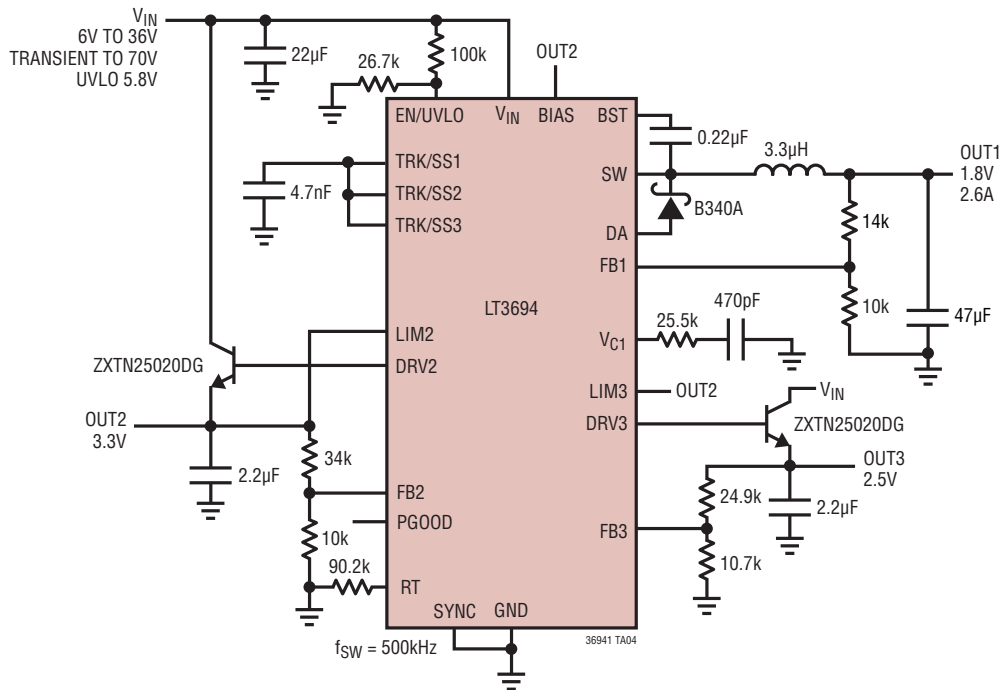 VIN
6V TO 36V
TRANSIENT TO 70V
UVLO 5.8V
22µF
26.7k
100k
OUT2
EN/UVLO
VIN
BIAS
BST
0.22µF
3.3µH
OUT1
1.8V
2.6A
TRK/SS1
TRK/SS2
TRK/SS3
4.7nF
SW
B340A
DA
14k
FB1
LT3694
10k
47µF
470pF
25.5k
VC1
LIM2
ZXTN25020DG
DRV2
LIM3
OUT2
VIN
DRV3
ZXTN25020DG
OUT2
3.3V
34k
2.2µF
OUT3
2.5V
24.9k
2.2µF
FB2
PGOOD
FB3
10k
10.7k
90.2k
RT
SYNC
GND
fSW = 500kHz
36941 TA04